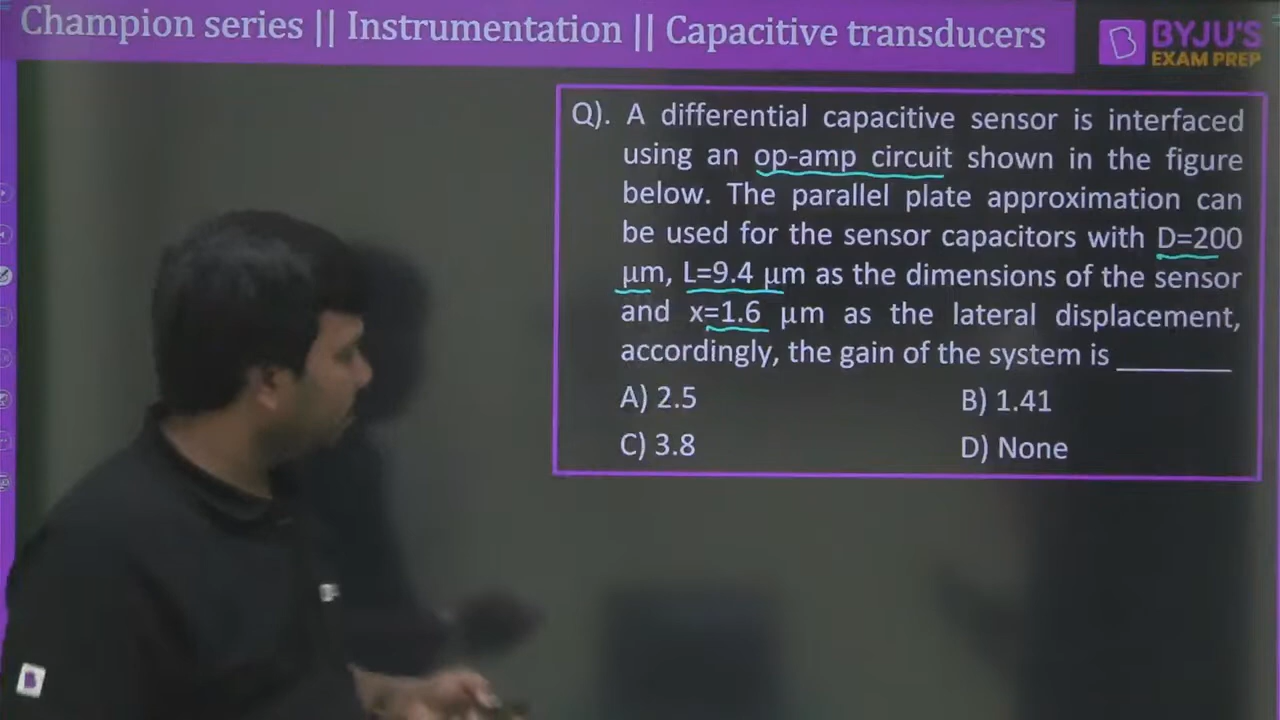 Champion series || Instrumentation || Capacitive transducers
BYJU'S
EXAM PREP
Q). A differential capacitive sensor is interfaced
using an op-amp circuit shown in the figure
below. The parallel plate approximation can
be used for the sensor capacitors with D=200
μm, L=9.4 μm as the dimensions of the sensor
and x=1.6 μm as the lateral displacement,
accordingly, the gain of the system is ________
A) 2.5
B) 1.41
C) 3.8
D) None